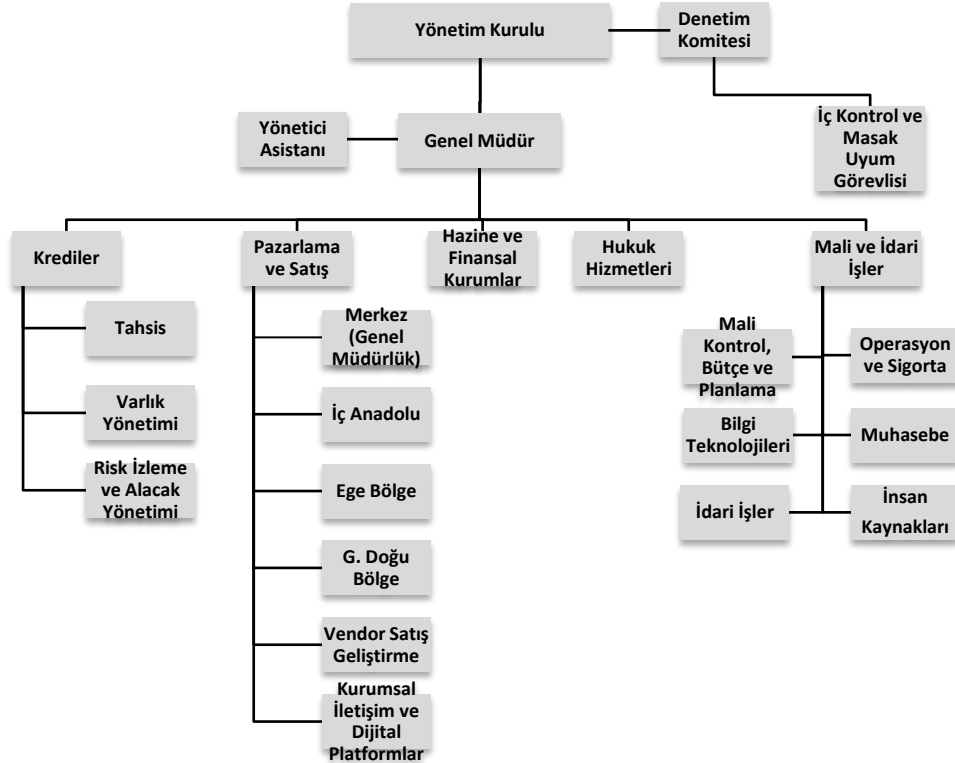 Yönetim Kurulu
Denetim
Komitesi
İç Kontrol ve
Masak
Uyum
Görevlisi
Yönetici
Asistanı
Genel Müdür
Krediler
Pazarlama
ve Satış
Hazine ve
Finansal
Kurumlar
Hukuk
Hizmetleri
Mali ve İdari
İşler
Tahsis
Varlık
Yönetimi
Risk İzleme
ve Alacak
Yönetimi
Merkez
(Genel
Müdürlük)
İç Anadolu
Ege Bölge
G. Doğu
Bölge
Vendor Satış
Geliştirme
Kurumsal
İletişim ve
Dijital
Platformlar
Mali
Kontrol,
Bütçe ve
Planlama
Operasyon
ve Sigorta
Bilgi
Teknolojileri
Muhasebe
İdari İşler
İnsan
Kaynakları